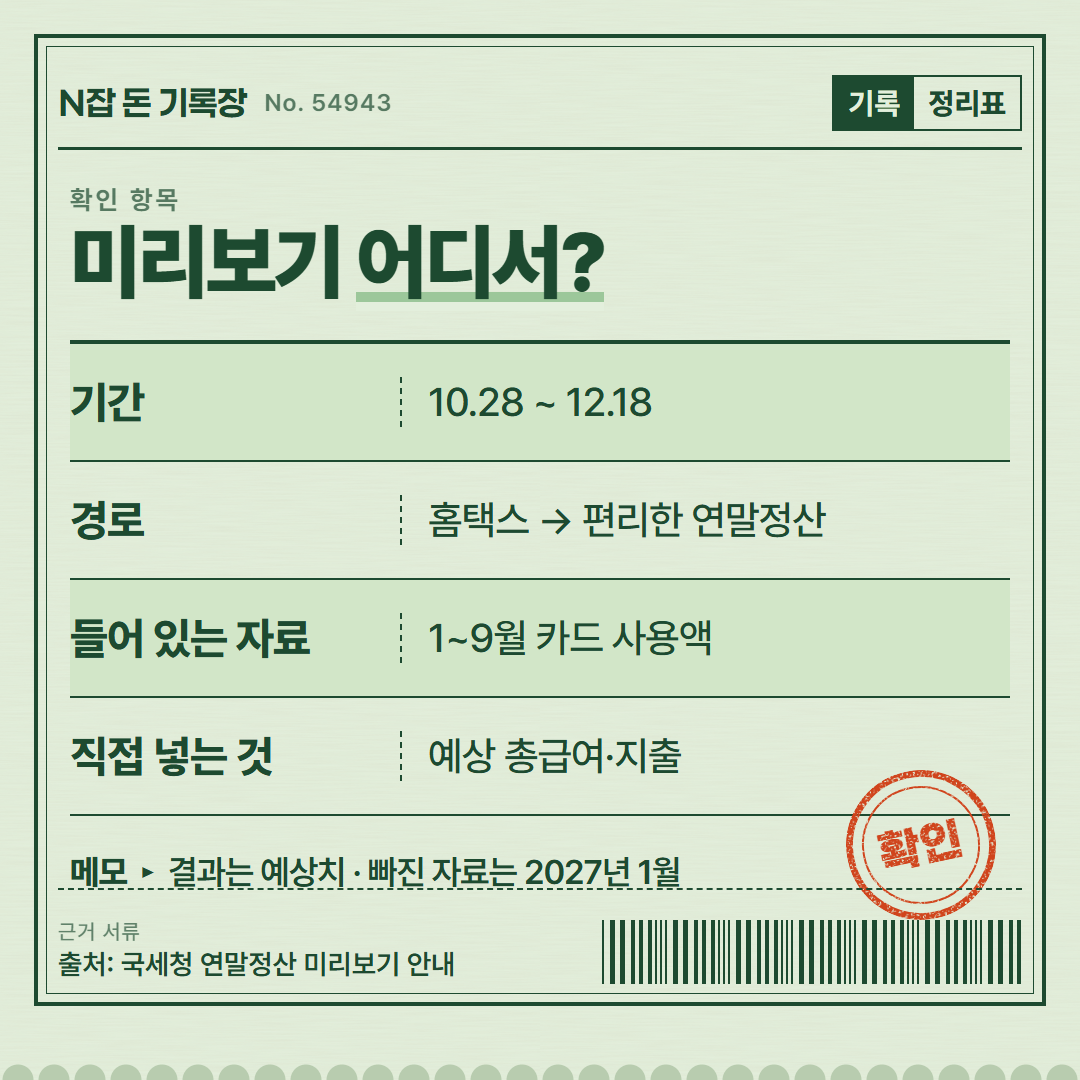 N잡 돈 기록장 No. 54943
기록 정리표
확인 항목
미리보기 어디서?
기간 10.28 ~ 12.18
경로 홈택스 → 편리한 연말정산
들어 있는 자료 1~9월 카드 사용액
직접 넣는 것 예상 총급여·지출
확인
메모 ▸ 결과는 예상치 · 빠진 자료는 2027년 1월
근거 서류
출처: 국세청 연말정산 미리보기 안내